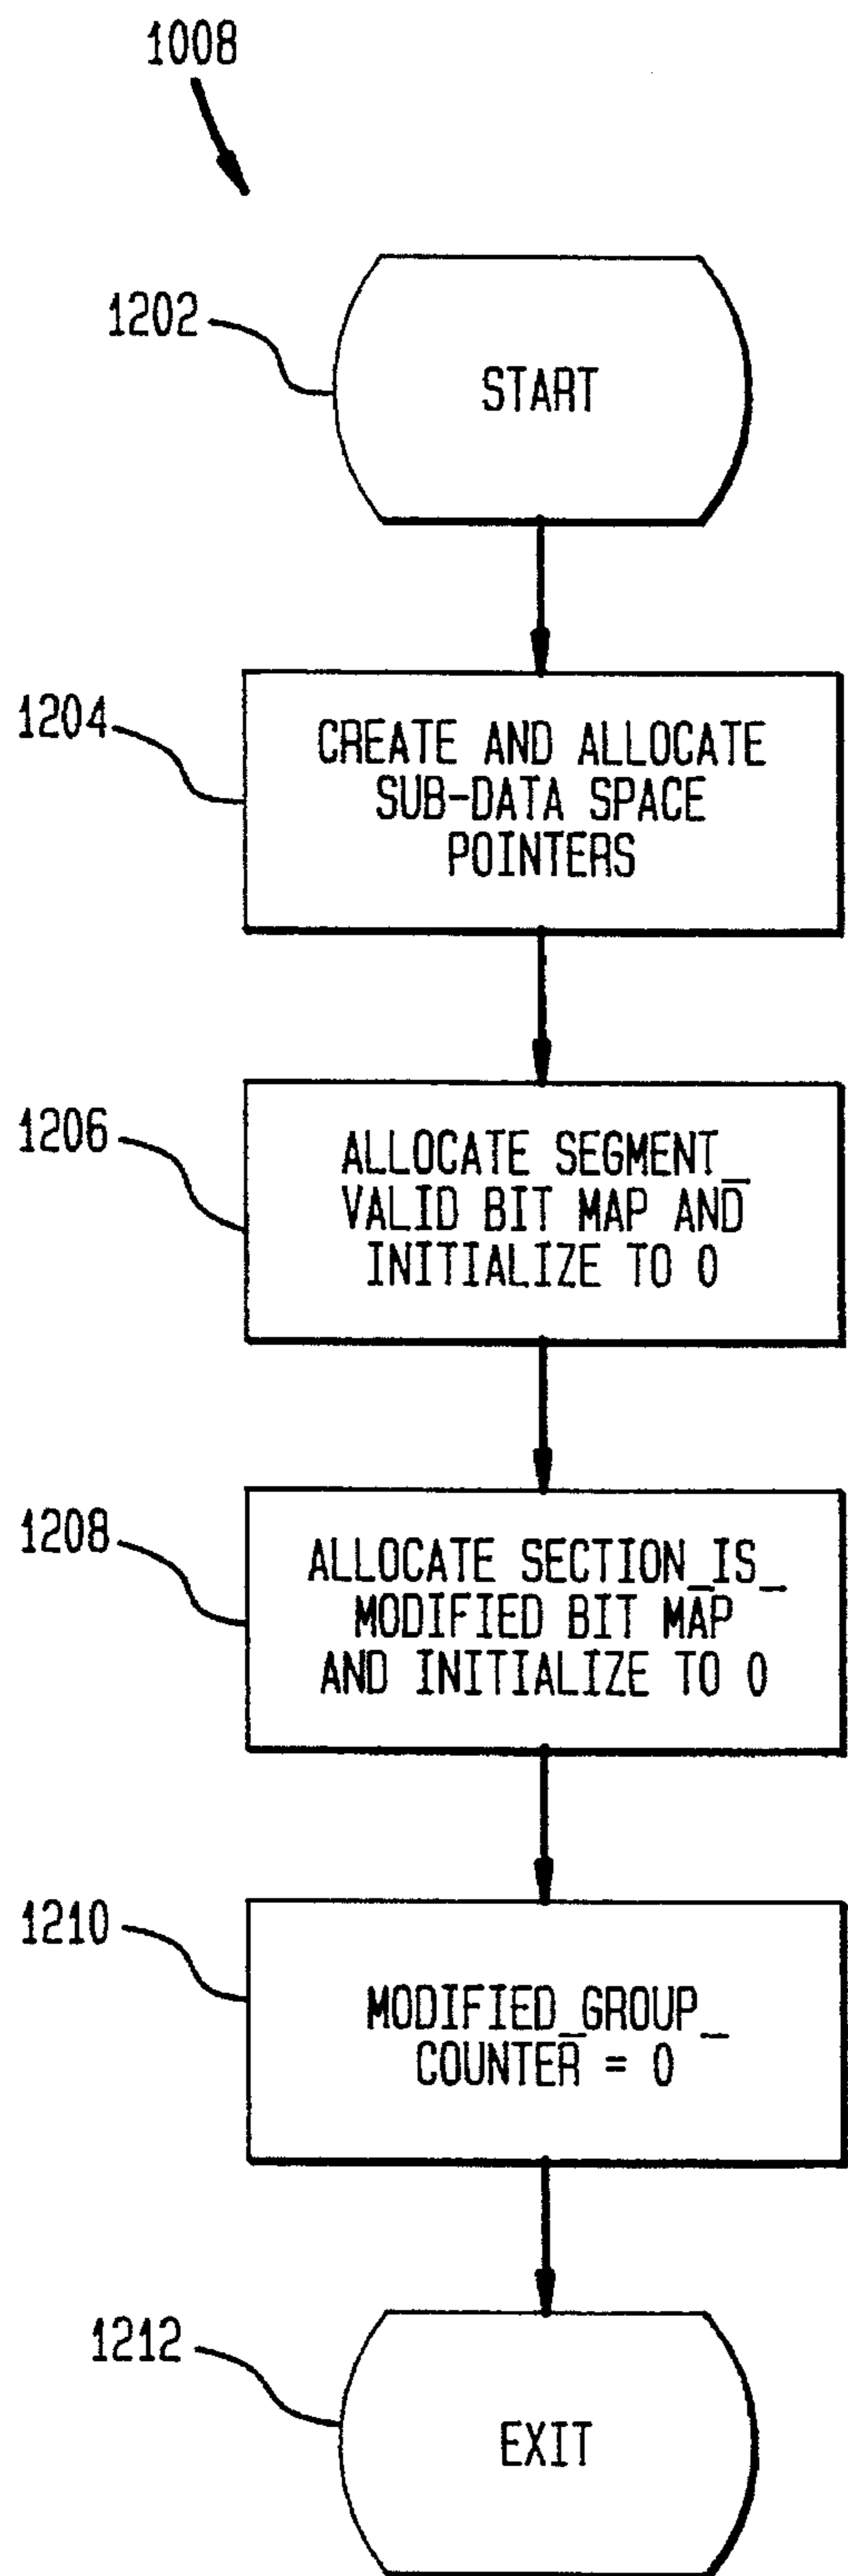 1008
1202
START
1204
CREATE AND ALLOCATE
SUB-DATA SPACE
POINTERS
1206
ALLOCATE SEGMENT_
VALID BIT MAP AND
INITIALIZE TO 0
1208
ALLOCATE SECTION_IS_
MODIFIED BIT MAP
AND INITIALIZE TO 0
1210
MODIFIED_GROUP_
COUNTER = 0
1212
EXIT